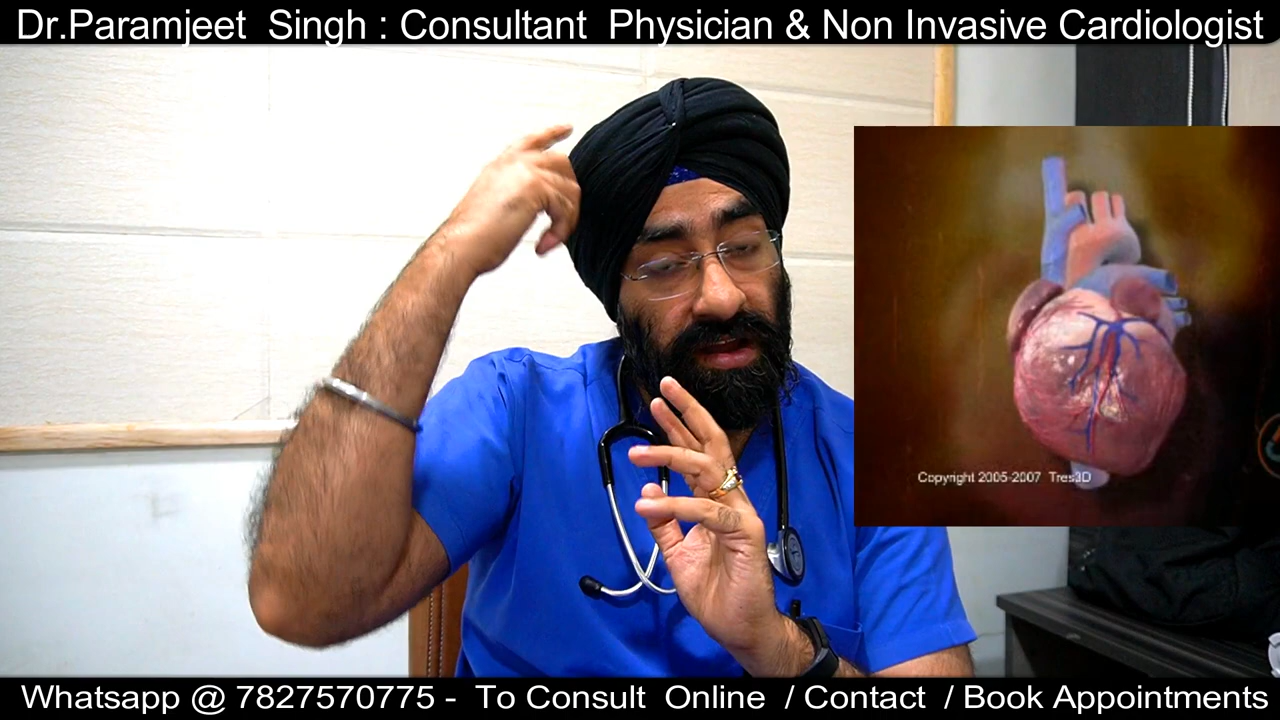 Dr.Paramjeet Singh : Consultant Physician & Non Invasive Cardiologist
Copyright 2005-2007 Tres3D
Whatsapp @ 7827570775 - To Consult Online / Contact / Book Appointments